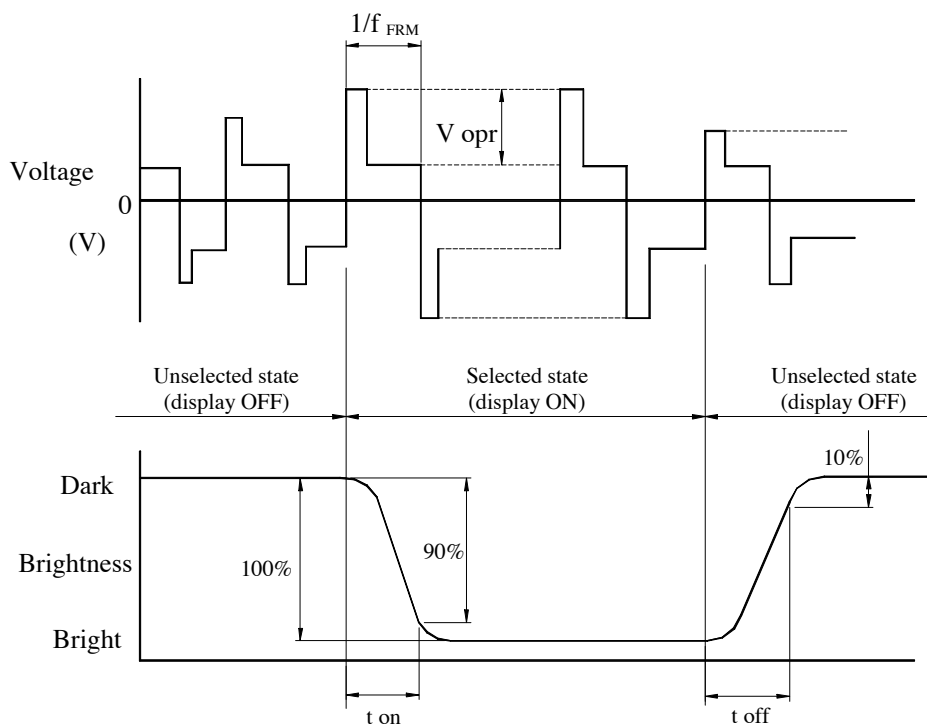 1/f FRM
V opr
Voltage
0
(V)
Unselected state
(display OFF)
Selected state
(display ON)
Unselected state
(display OFF)
10%
Dark
90%
Brightness
100%
Bright
t on
t off